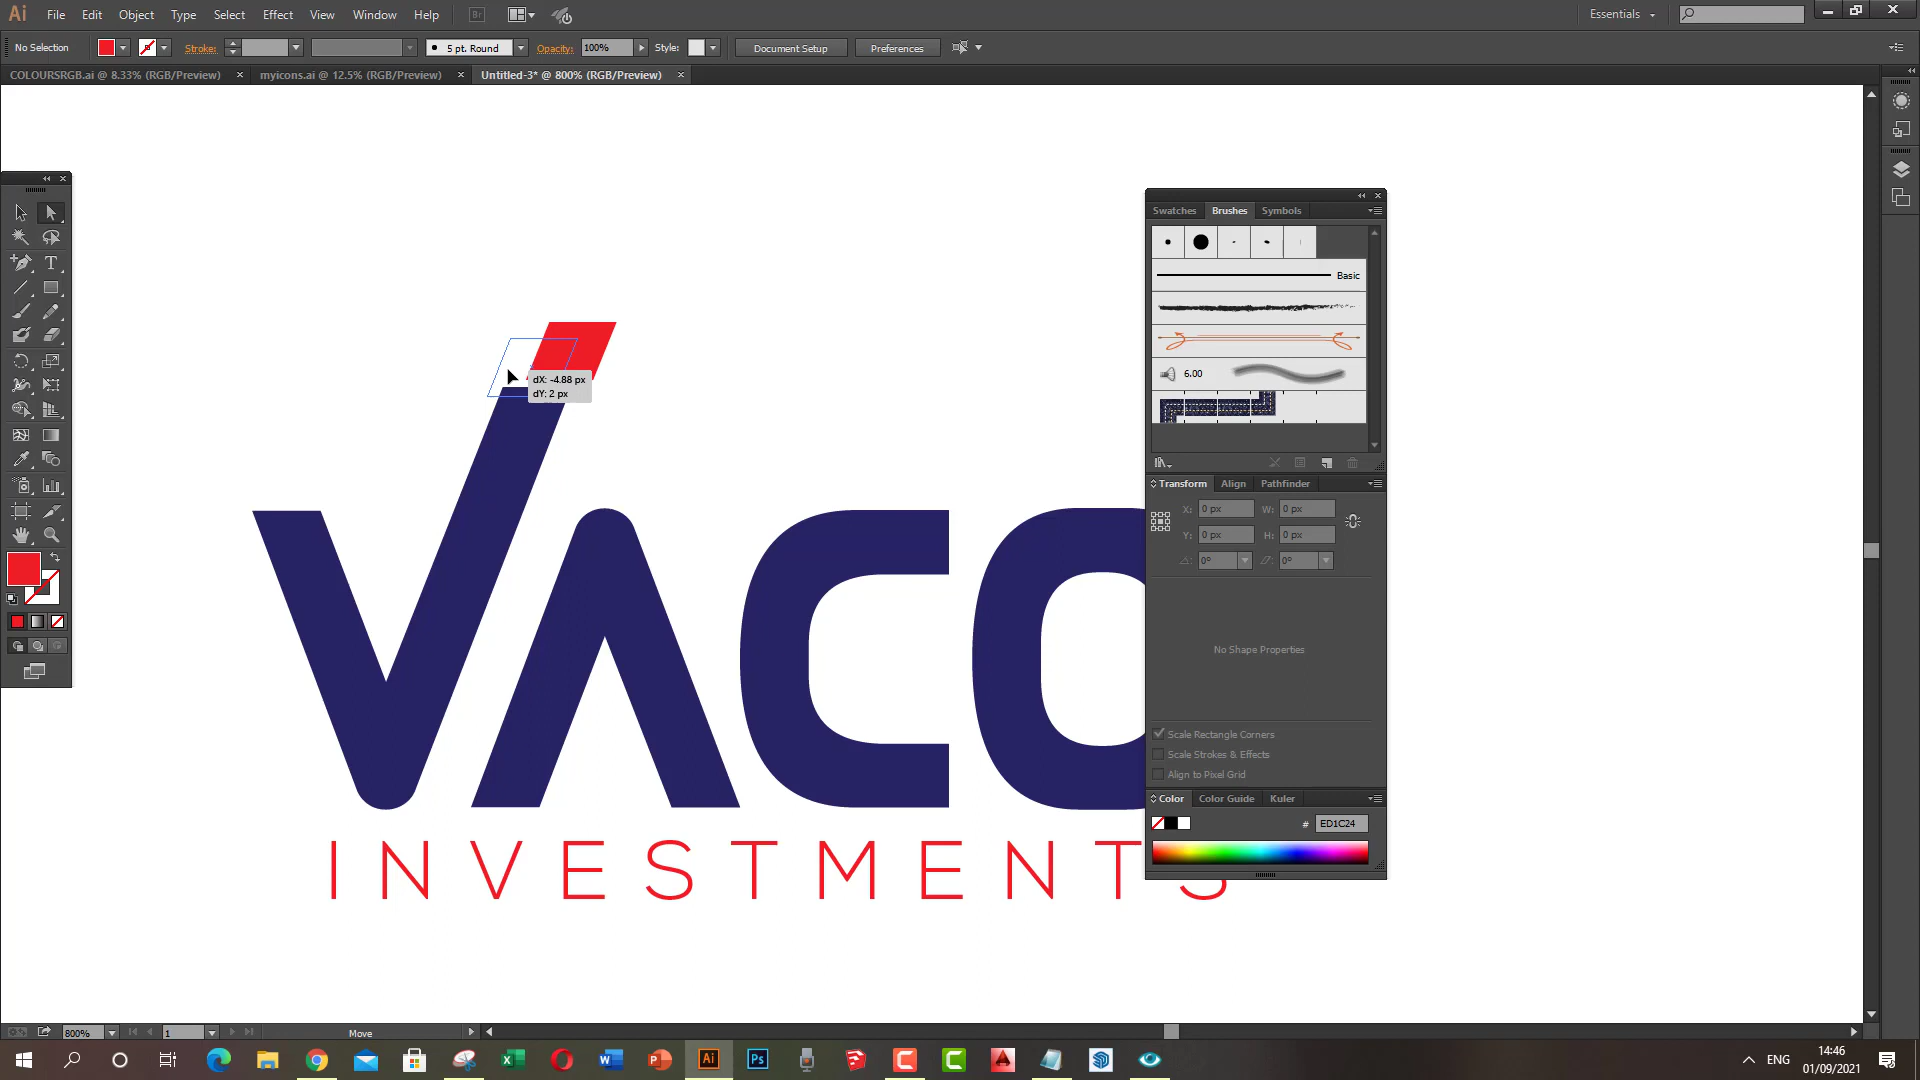 Ai File Edit Object Type Select Effect View Window Help Br Essentials
No Selection Stroke: 5 pt. Round Opacity: 100% Style: Document Setup Preferences
COLOURSRGB.ai @ 8.33% (RGB/Preview) × myicons.ai @ 12.5% (RGB/Preview) × Untitled-3* @ 800% (RGB/Preview) ×
Swatches Brushes Symbols
Basic
6.00
dX: -4.88 px
dY: 2 px
Transform Align Pathfinder
X: 0 px W: 0 px
Y: 0 px H: 0 px
0° 0°
No Shape Properties
Scale Rectangle Corners
Scale Strokes & Effects
Align to Pixel Grid
Color Color Guide Kuler
# ED1C24
VACO
INVESTMENTS
800% 1 Move
Ai Ps ENG 14:46
01/09/2021